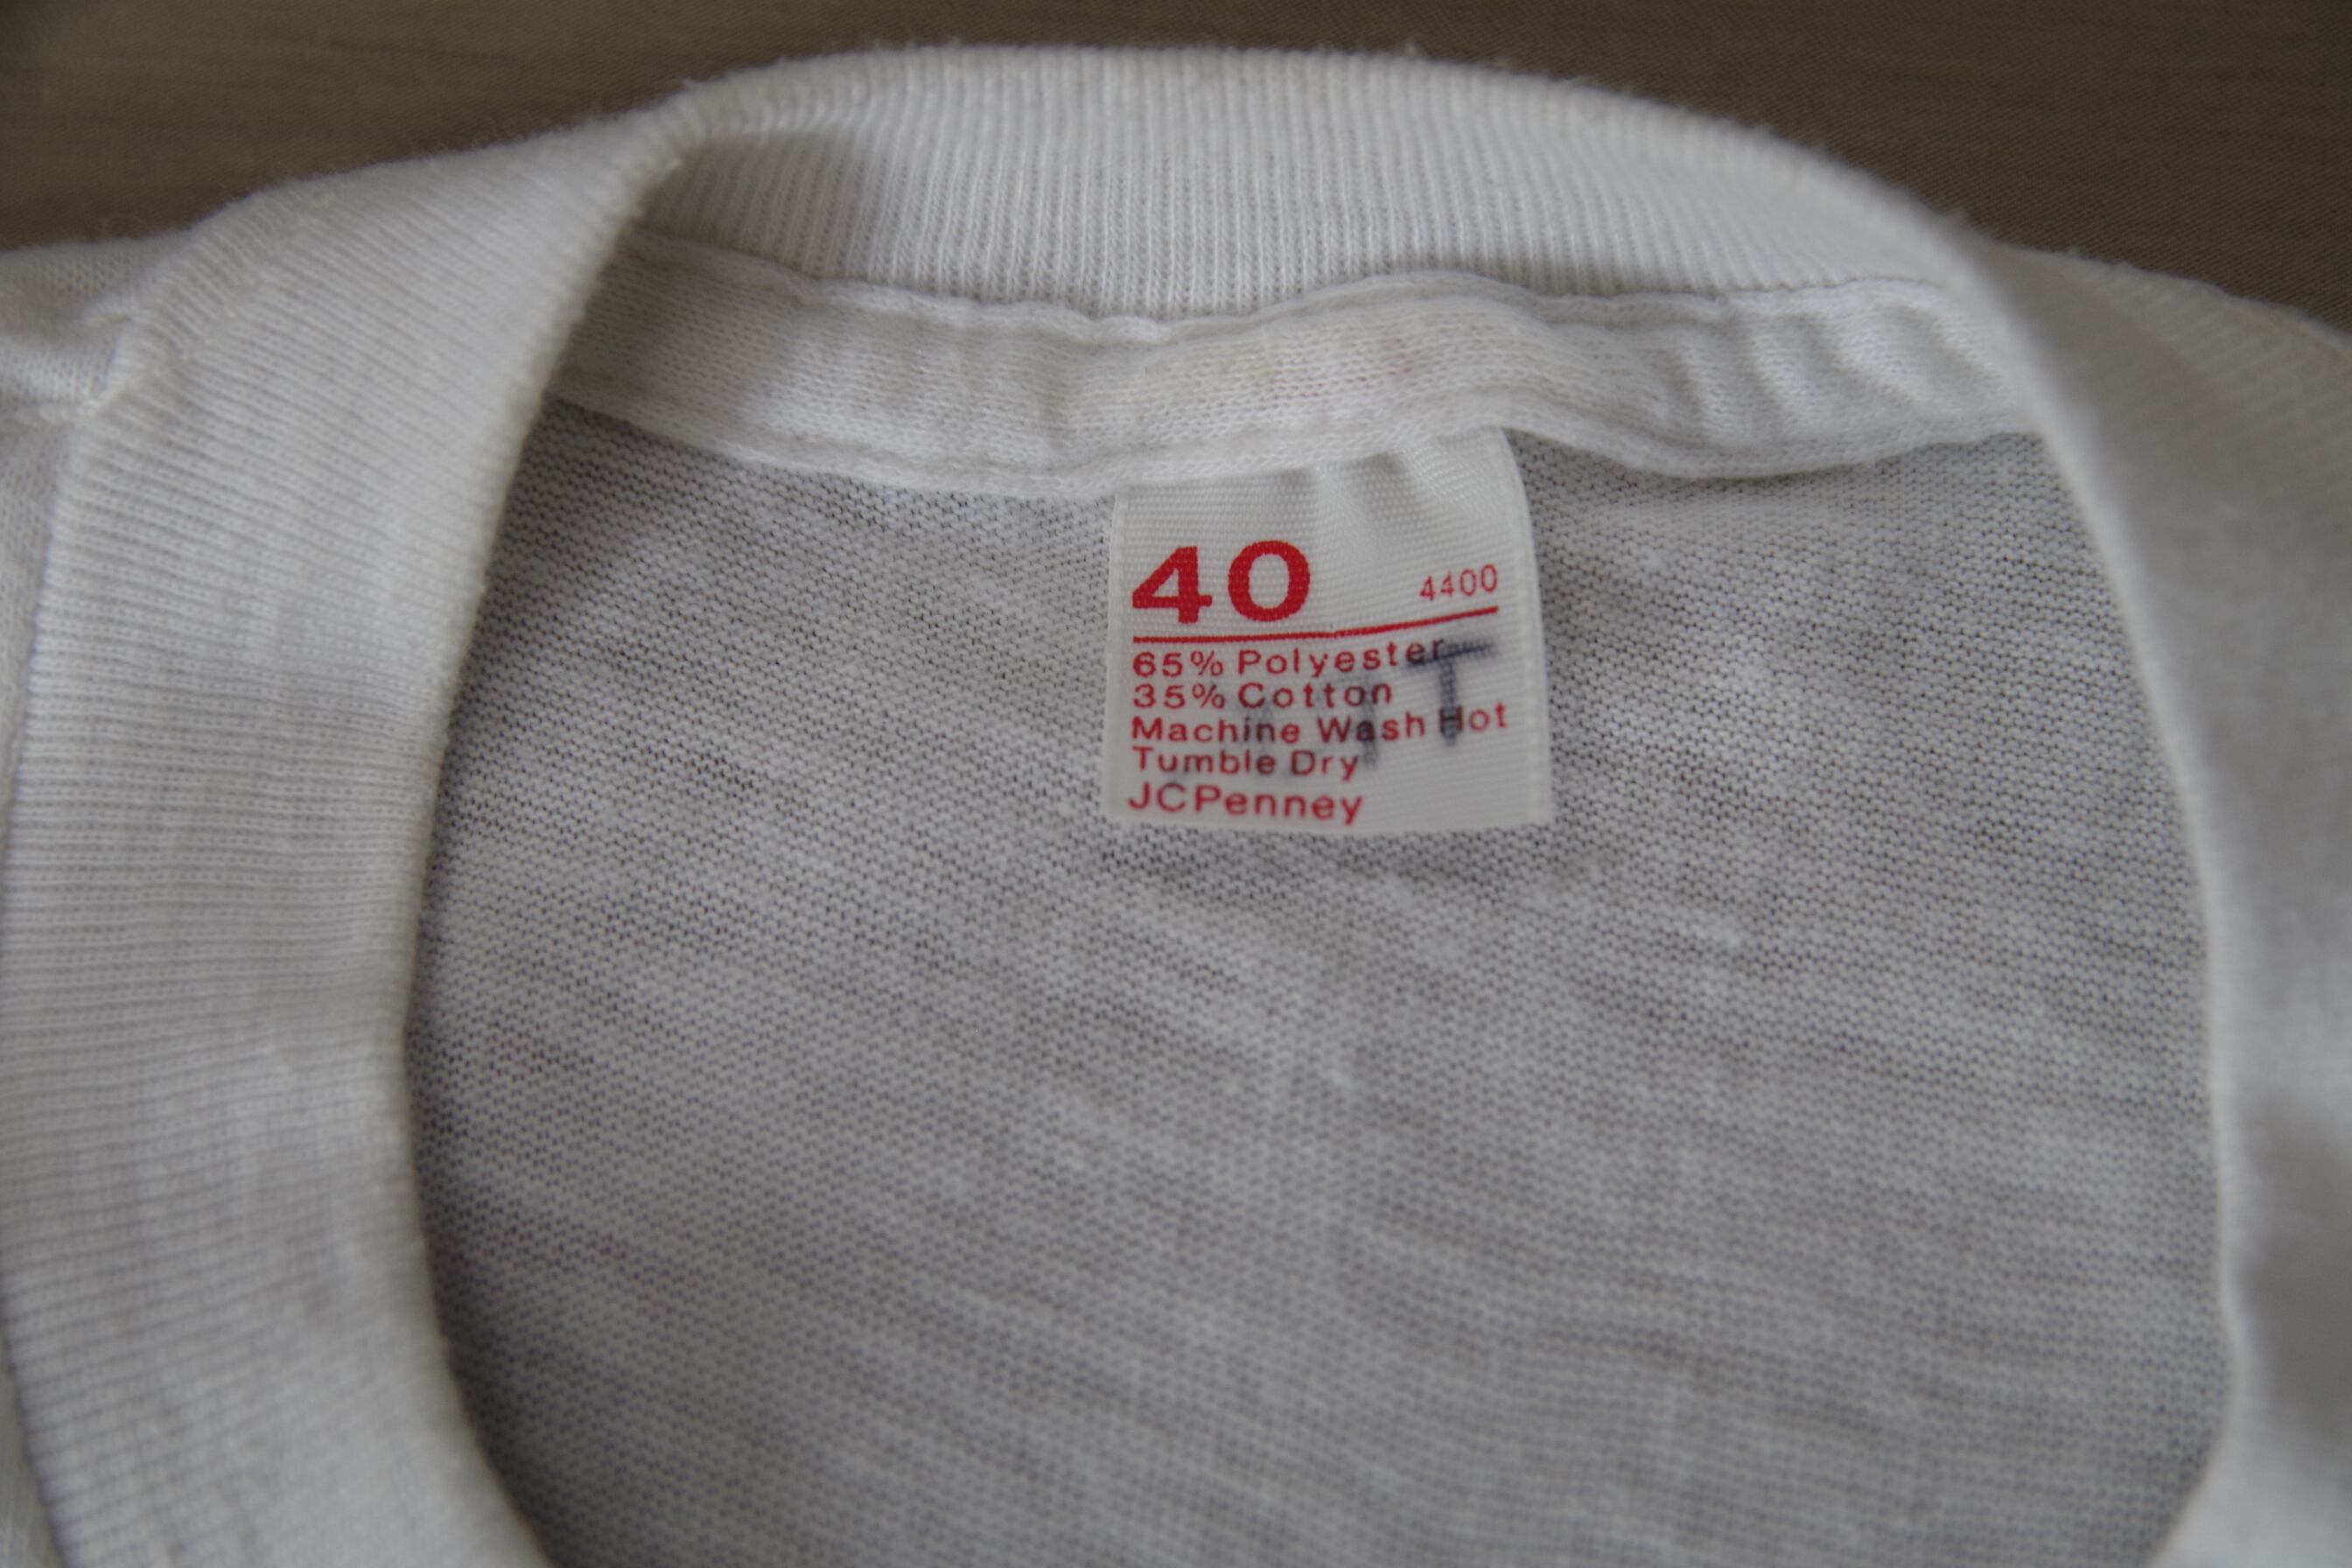 40 4400
65% Polyester
35% Cotton
Machine Wash Hot
Tumble Dry
JCPenney